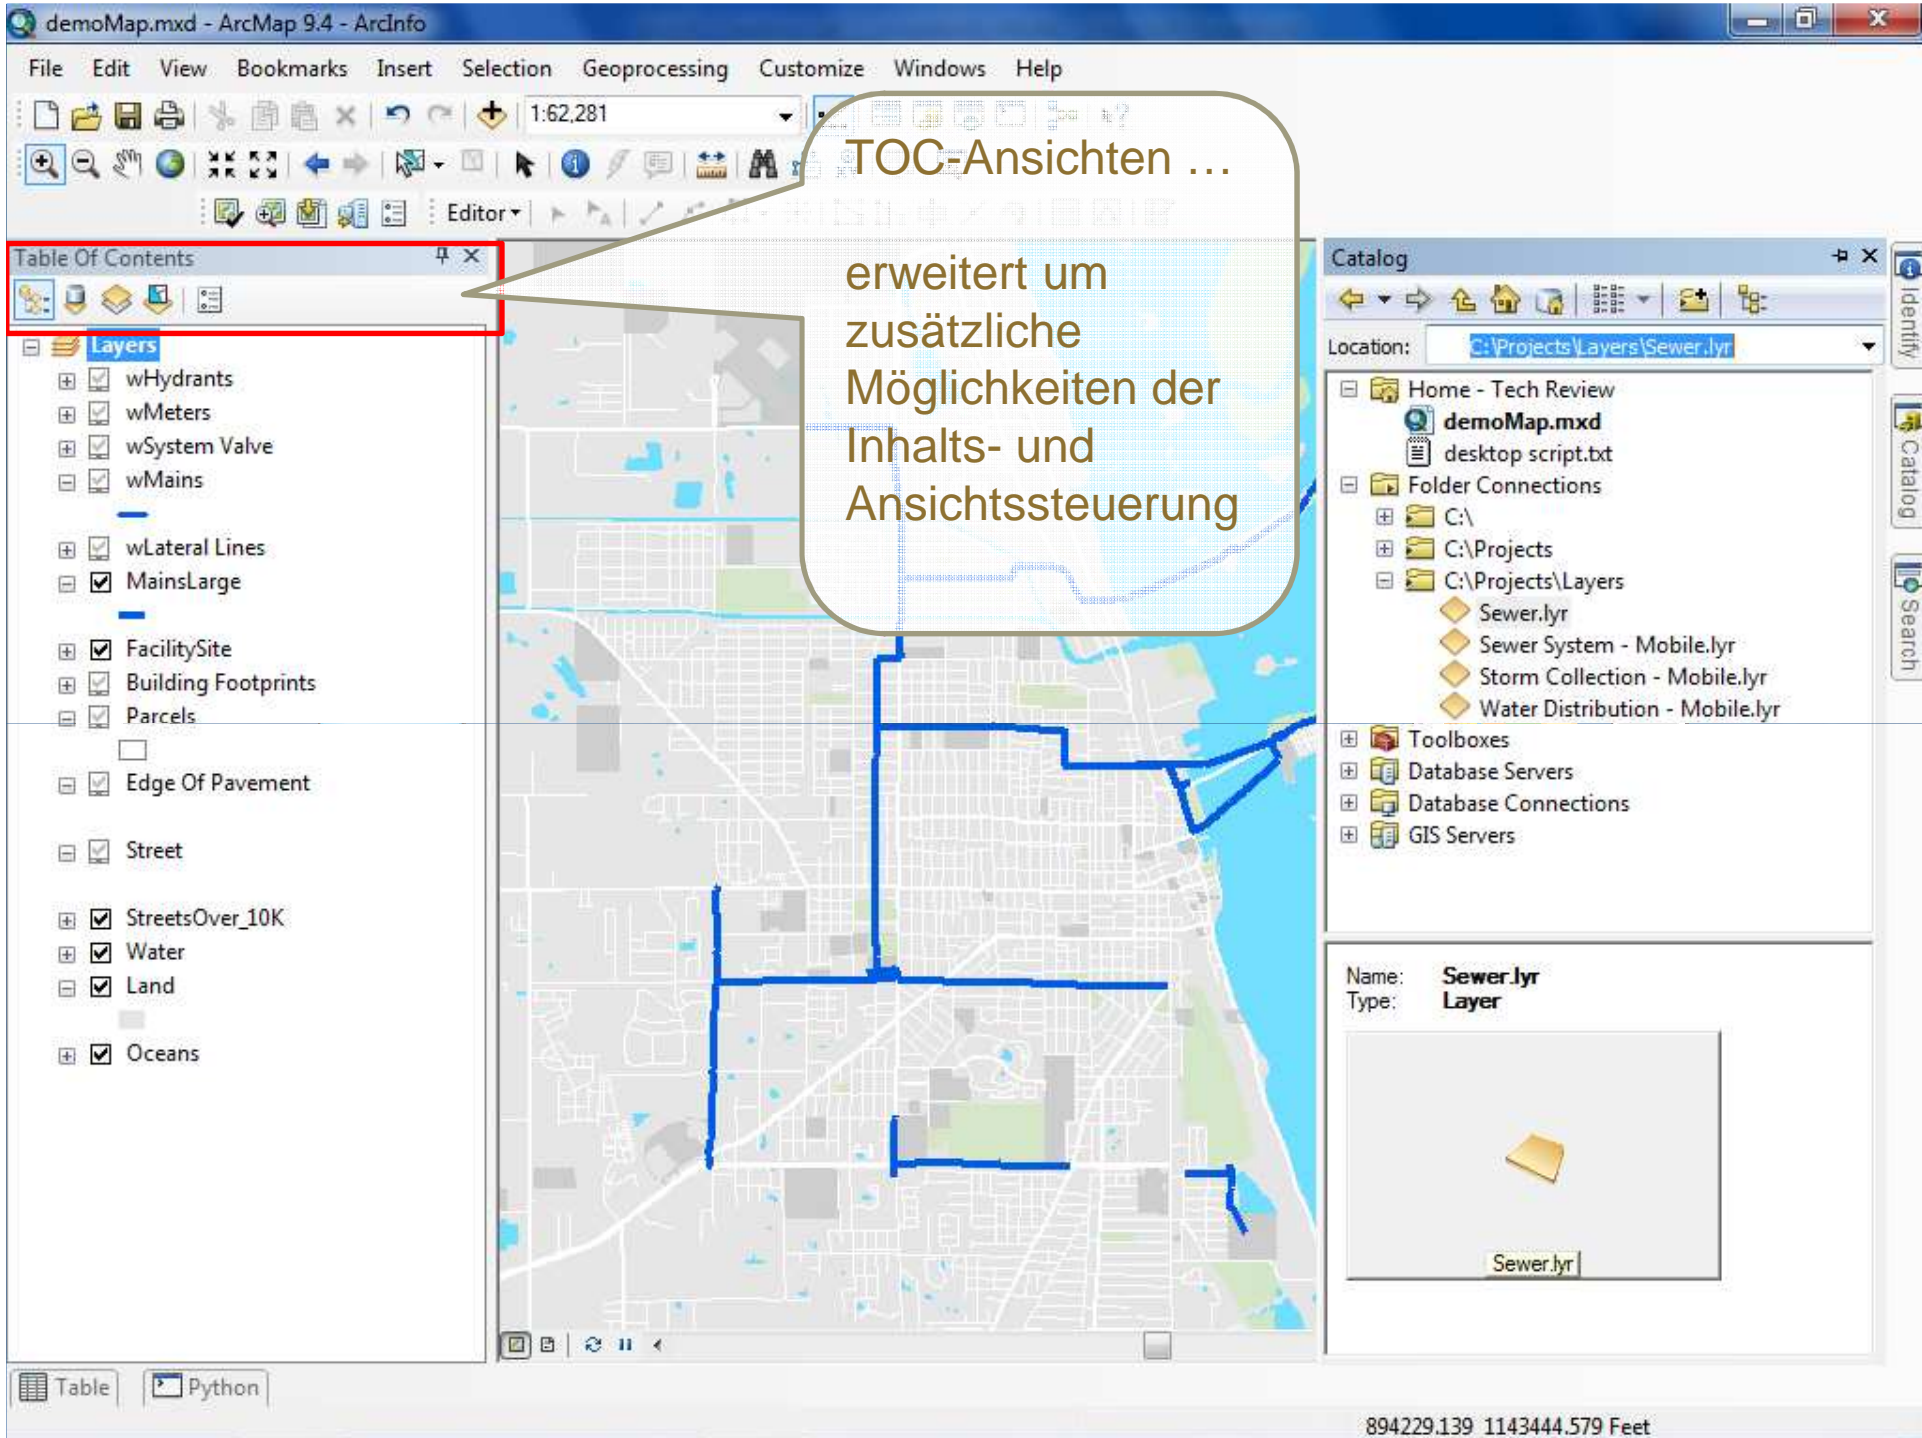 demoMap.mxd - ArcMap 9.4 - ArcInfo
File Edit View Bookmarks Insert Selection Geoprocessing Customize Windows Help
1:62,281
Editor
TOC-Ansichten …
erweitert um
zusätzliche
Möglichkeiten der
Inhalts- und
Ansichtssteuerung
Table Of Contents
Layers
wHydrants
wMeters
wSystem Valve
wMains
wLateral Lines
MainsLarge
FacilitySite
Building Footprints
Parcels
Edge Of Pavement
Street
StreetsOver_10K
Water
Land
Oceans
Catalog
Location: C:\Projects\Layers\Sewer.lyr
Home - Tech Review
demoMap.mxd
desktop script.txt
Folder Connections
C:\
C:\Projects
C:\Projects\Layers
Sewer.lyr
Sewer System - Mobile.lyr
Storm Collection - Mobile.lyr
Water Distribution - Mobile.lyr
Toolboxes
Database Servers
Database Connections
GIS Servers
Name: Sewer.lyr
Type: Layer
Sewer.lyr
Identify
Catalog
Search
Table Python
894229.139 1143444.579 Feet